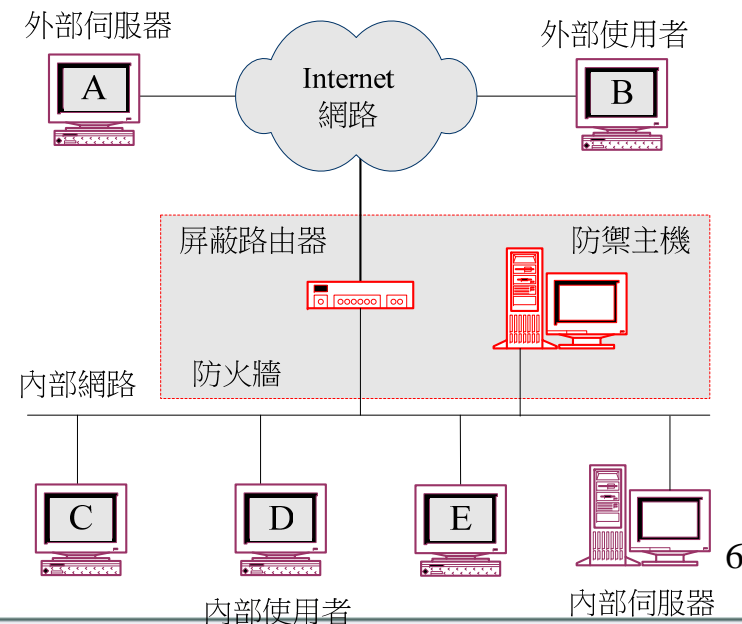 外部伺服器
外部使用者
A
Internet
網路
B
屏蔽路由器
防禦主機
防火牆
內部網路
C
D
E
6
內部使用者
內部伺服器